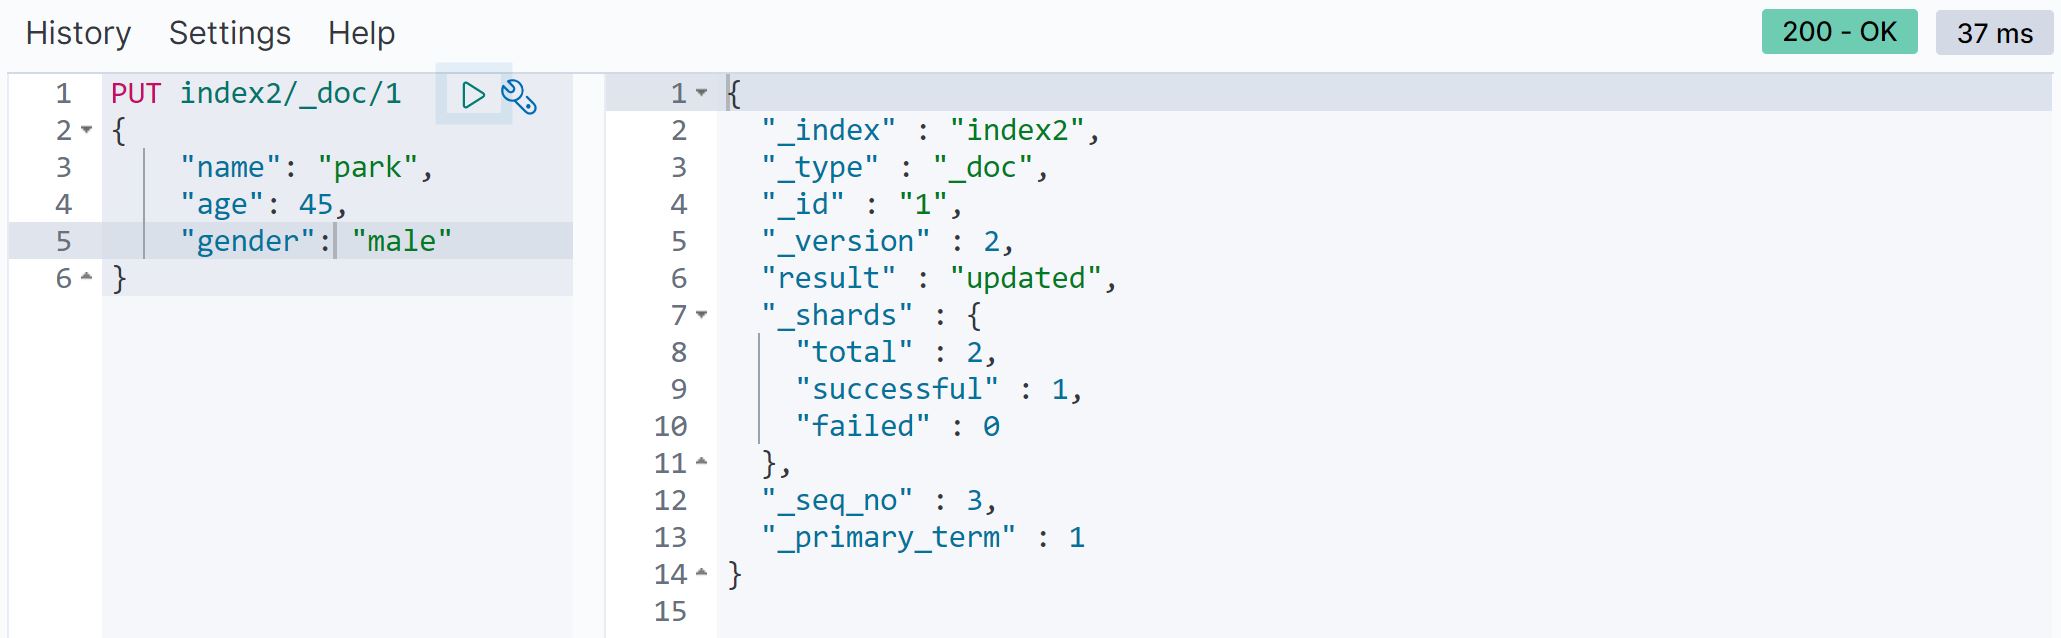 History Settings Help 200 - OK 37 ms
1 PUT index2/_doc/1
2 {
3 "name": "park",
4 "age": 45,
5 "gender": "male"
6 }
1 {
2 "_index" : "index2",
3 "_type" : "_doc",
4 "_id" : "1",
5 "_version" : 2,
6 "result" : "updated",
7 "_shards" : {
8 "total" : 2,
9 "successful" : 1,
10 "failed" : 0
11 },
12 "_seq_no" : 3,
13 "_primary_term" : 1
14 }
15